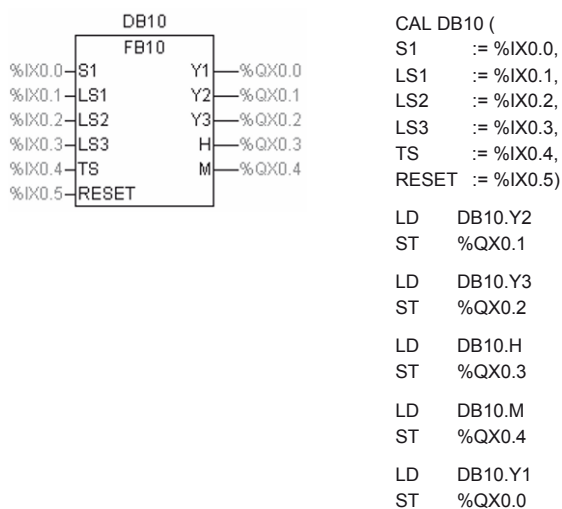 DB10
FB10
%IX0.0 S1 Y1 %QX0.0
%IX0.1 LS1 Y2 %QX0.1
%IX0.2 LS2 Y3 %QX0.2
%IX0.3 LS3 H %QX0.3
%IX0.4 TS M %QX0.4
%IX0.5 RESET
CAL DB10 (
S1 := %IX0.0,
LS1 := %IX0.1,
LS2 := %IX0.2,
LS3 := %IX0.3,
TS := %IX0.4,
RESET := %IX0.5)
LD DB10.Y2
ST %QX0.1
LD DB10.Y3
ST %QX0.2
LD DB10.H
ST %QX0.3
LD DB10.M
ST %QX0.4
LD DB10.Y1
ST %QX0.0